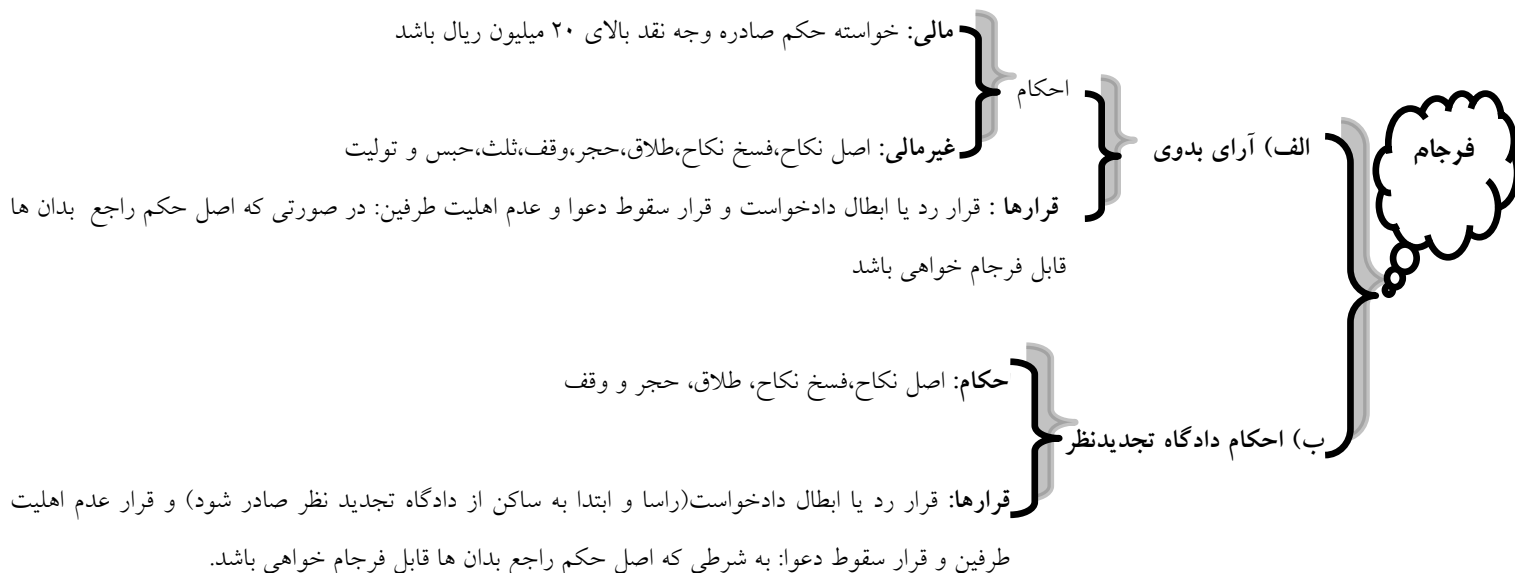 فرجام
الف) آرای بدوی
احکام
مالی: خواسته حکم صادره وجه نقد بالای ۲۰ میلیون ریال باشد
غیرمالی: اصل نکاح،فسخ نکاح،طلاق،حجر،وقف،ثلث،حبس و تولیت
قرارها : قرار رد یا ابطال دادخواست و قرار سقوط دعوا و عدم اهلیت طرفین: در صورتی که اصل حکم راجع بدان ها
قابل فرجام خواهی باشد
ب) احکام دادگاه تجدیدنظر
حکام: اصل نکاح،فسخ نکاح، طلاق، حجر و وقف
قرارها: قرار رد یا ابطال دادخواست(راسا و ابتدا به ساکن از دادگاه تجدید نظر صادر شود) و قرار عدم اهلیت
طرفین و قرار سقوط دعوا: به شرطی که اصل حکم راجع بدان ها قابل فرجام خواهی باشد.